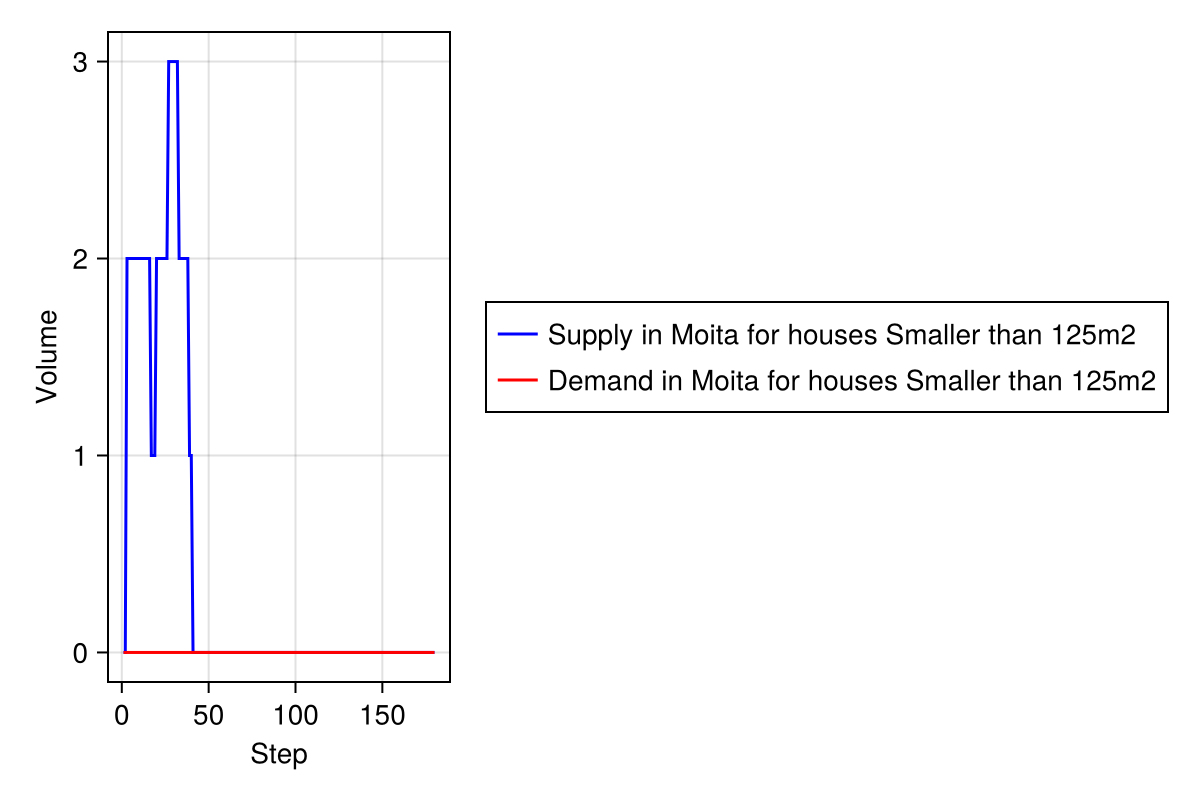 3
2
1
0
Volume
0 50 100 150
Step
Supply in Moita for houses Smaller than 125m2
Demand in Moita for houses Smaller than 125m2